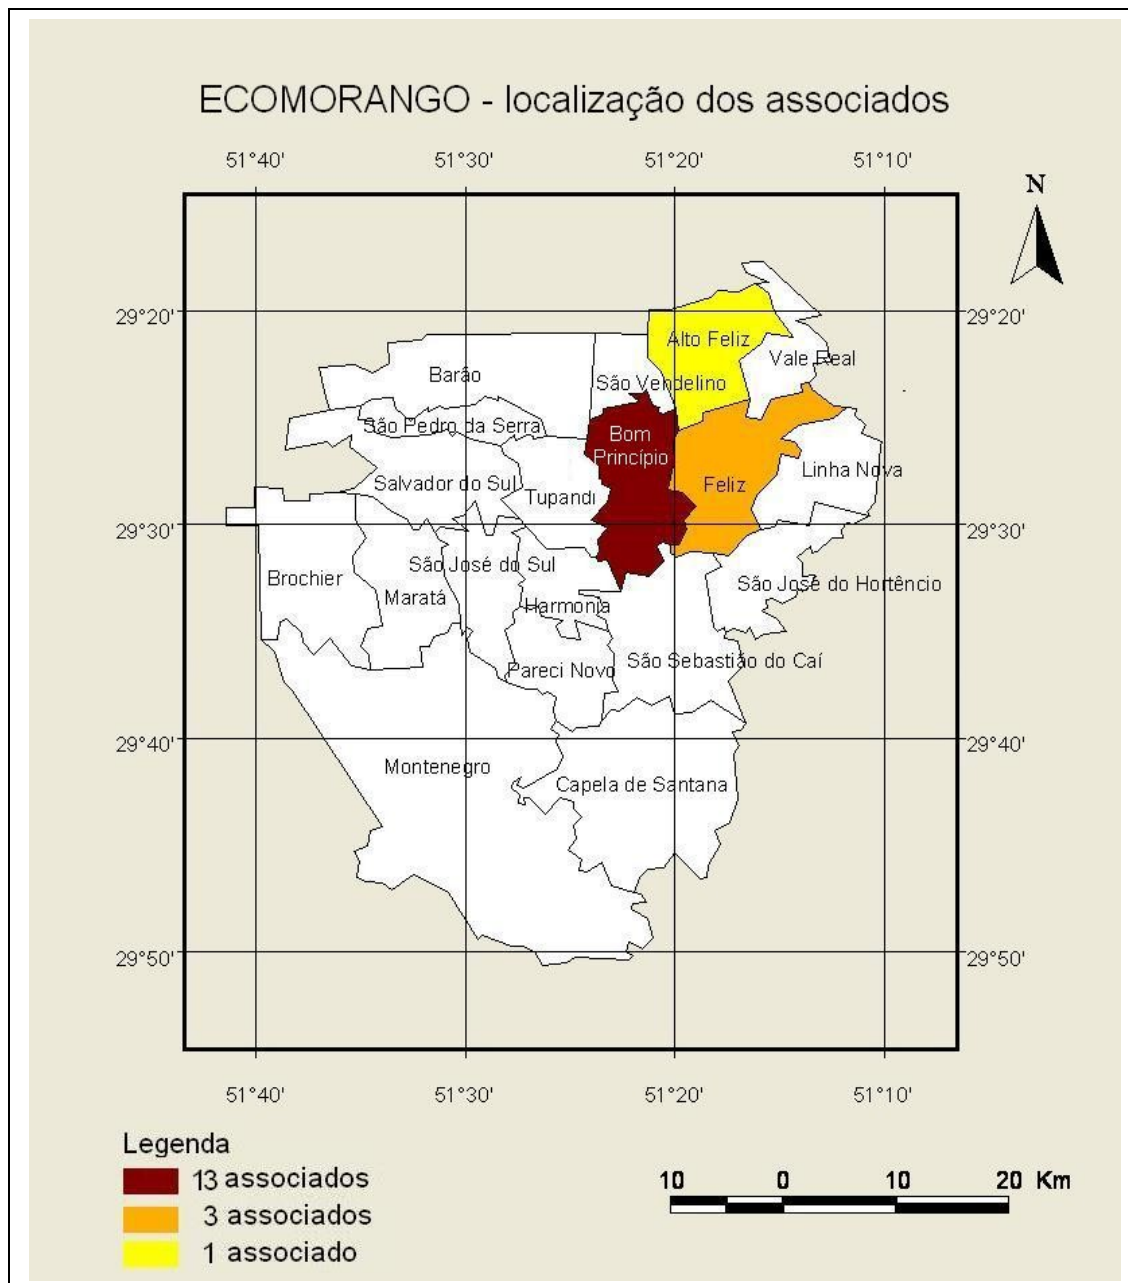 ECOMORANGO - localização dos associados
51°40' 51°30' 51°20' 51°10'
N
29°20' 29°20'
Alto Feliz
Vale Real
Barão
São Vendelino
São Pedro da Serra
Bom
Princípio
Linha Nova
Salvador do Sul
Feliz
Tupandi
29°30' 29°30'
São José do Sul
Brochier
São José do Hortêncio
Maratá
Harmonia
São Sebastião do Caí
Pareci Novo
29°40' 29°40'
Montenegro
Capela de Santana
29°50' 29°50'
51°40' 51°30' 51°20' 51°10'
Legenda
13 associados
3 associados
1 associado
10 0 10 20 Km